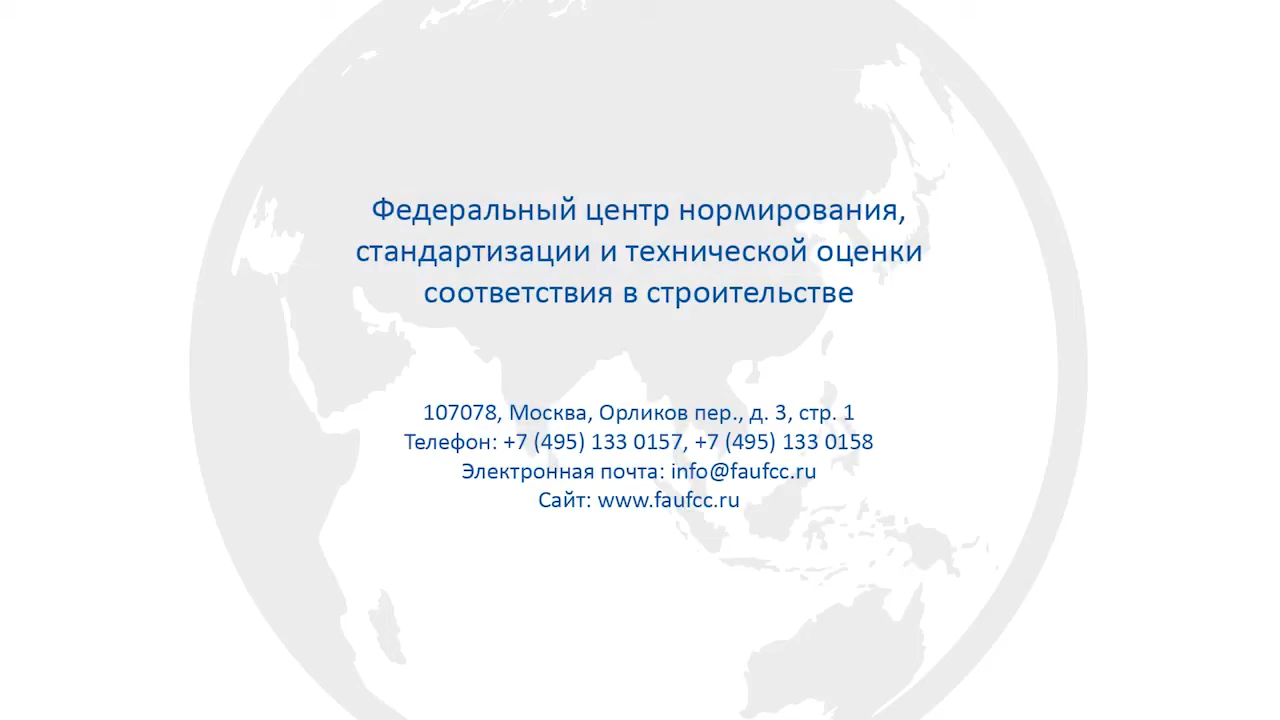 Федеральный центр нормирования,
стандартизации и технической оценки
соответствия в строительстве
107078, Москва, Орликов пер., д. 3, стр. 1
Телефон: +7 (495) 133 0157, +7 (495) 133 0158
Электронная почта: info@faufcc.ru
Сайт: www.faufcc.ru